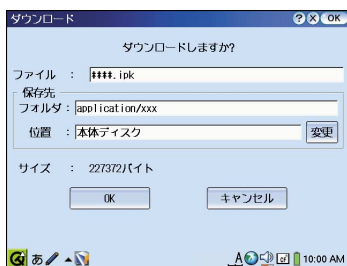 ダウンロード ? X OK
ダウンロードしますか?
ファイル : ****.ipk
保存先
フォルダ : application/xxx
位置 : 本体ディスク 変更
サイズ : 227372バイト
OK キャンセル
あ A 10:00 AM